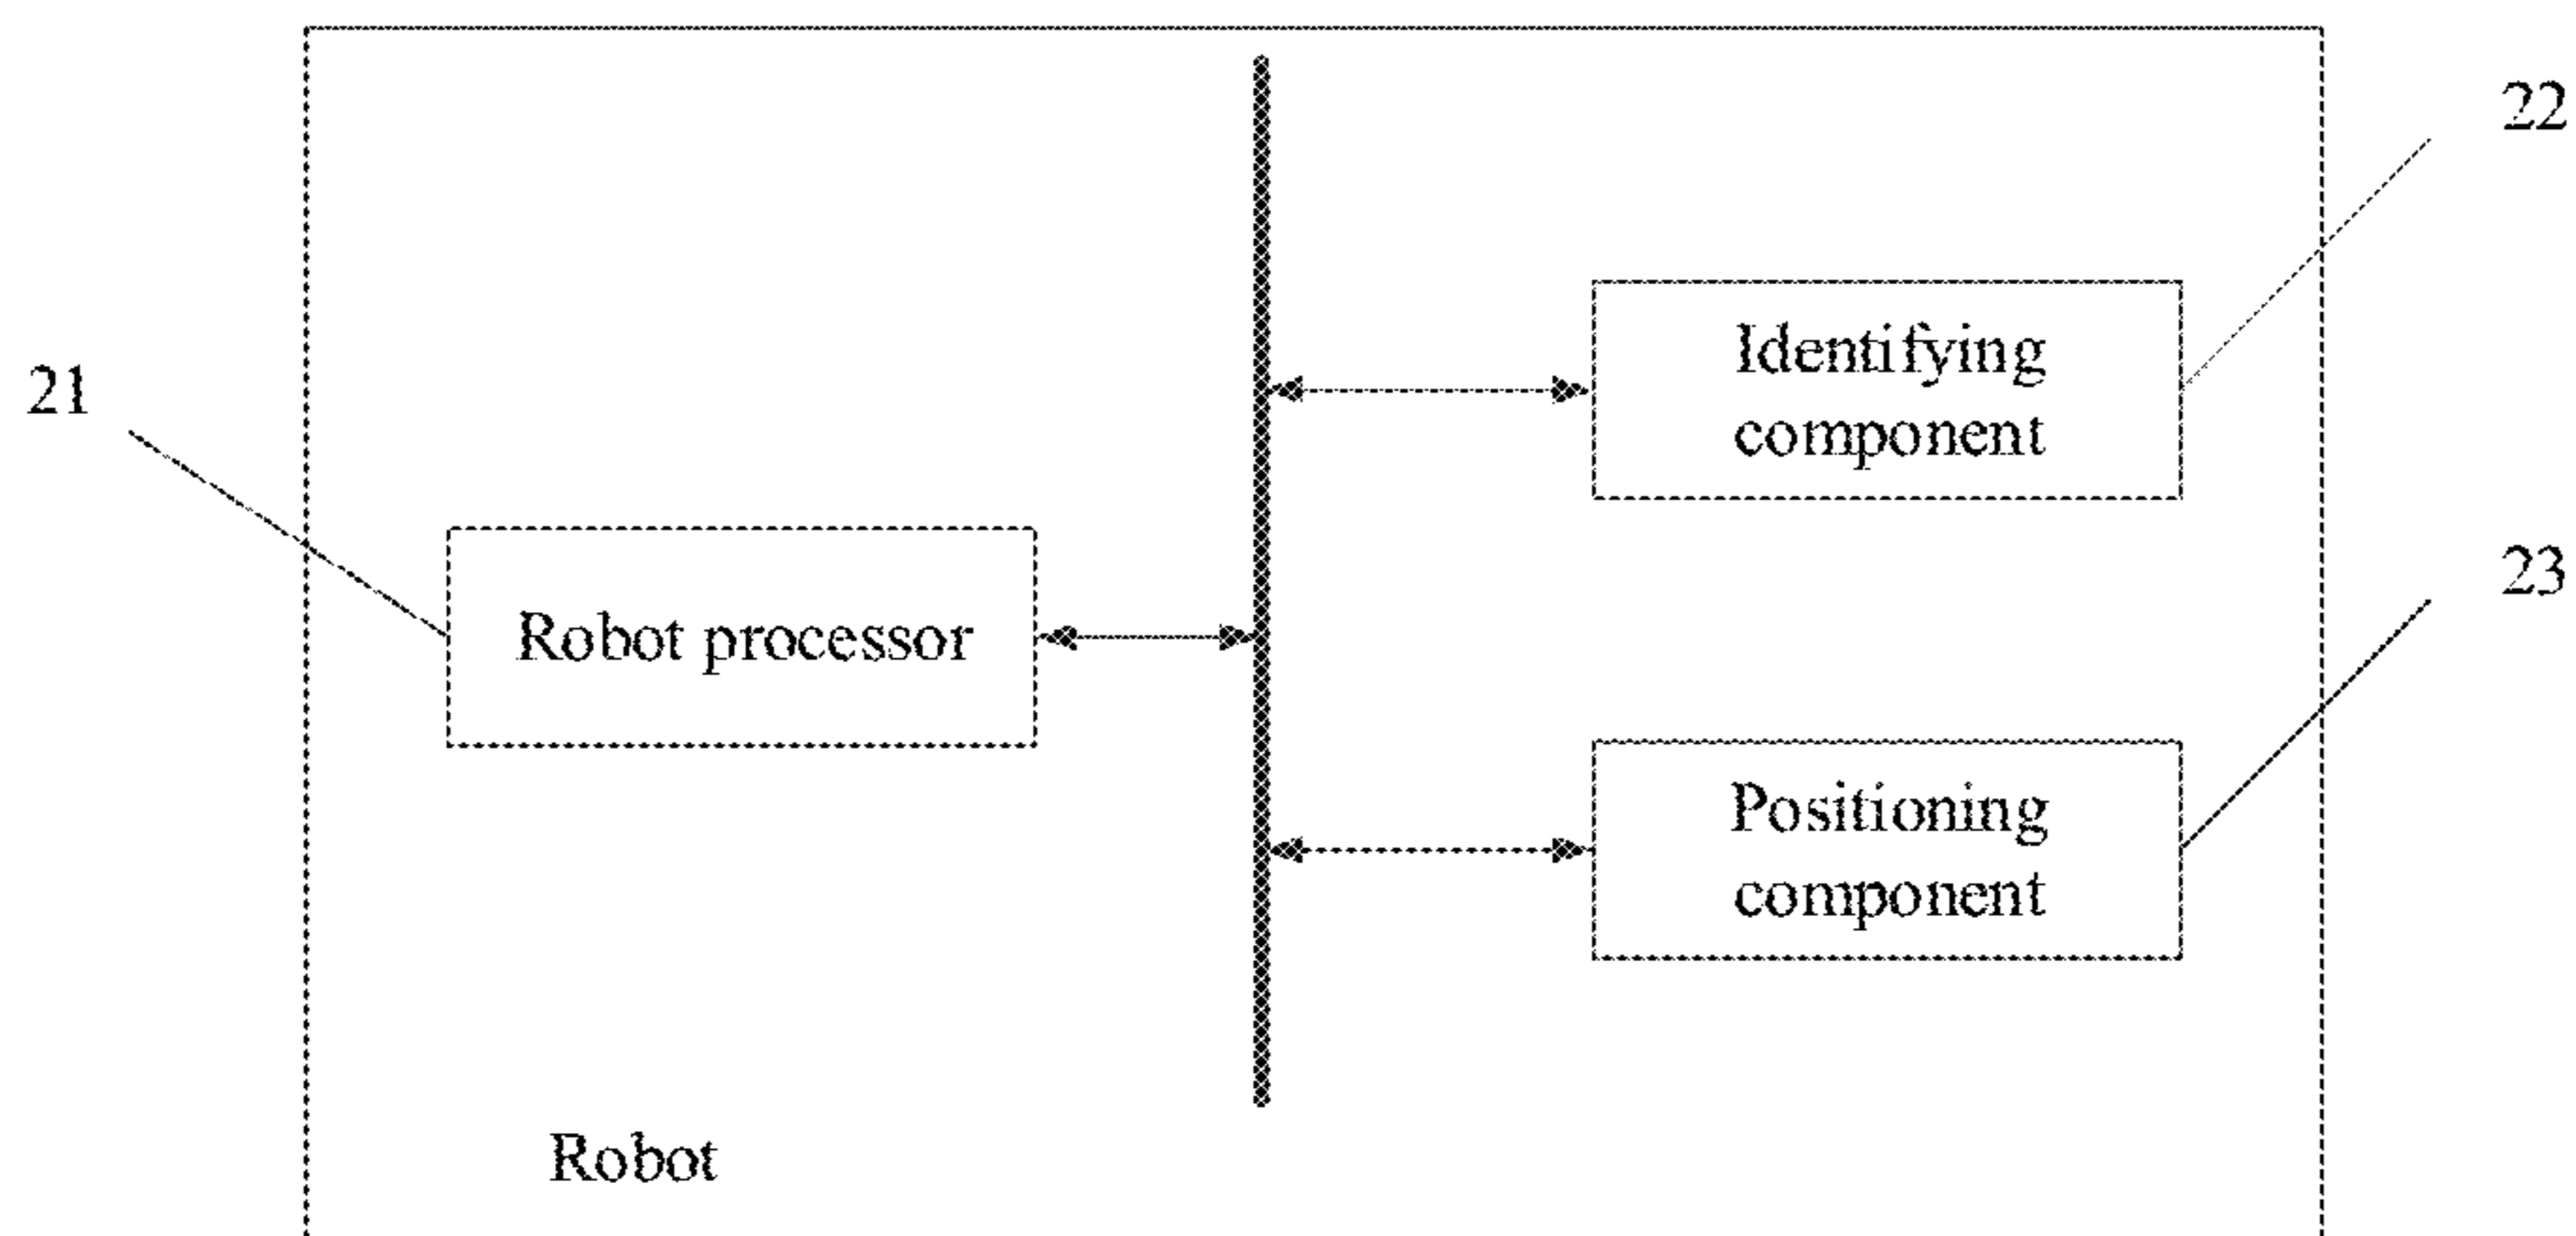 22
Identifying
component
21
23
Robot processor
Positioning
component
Robot